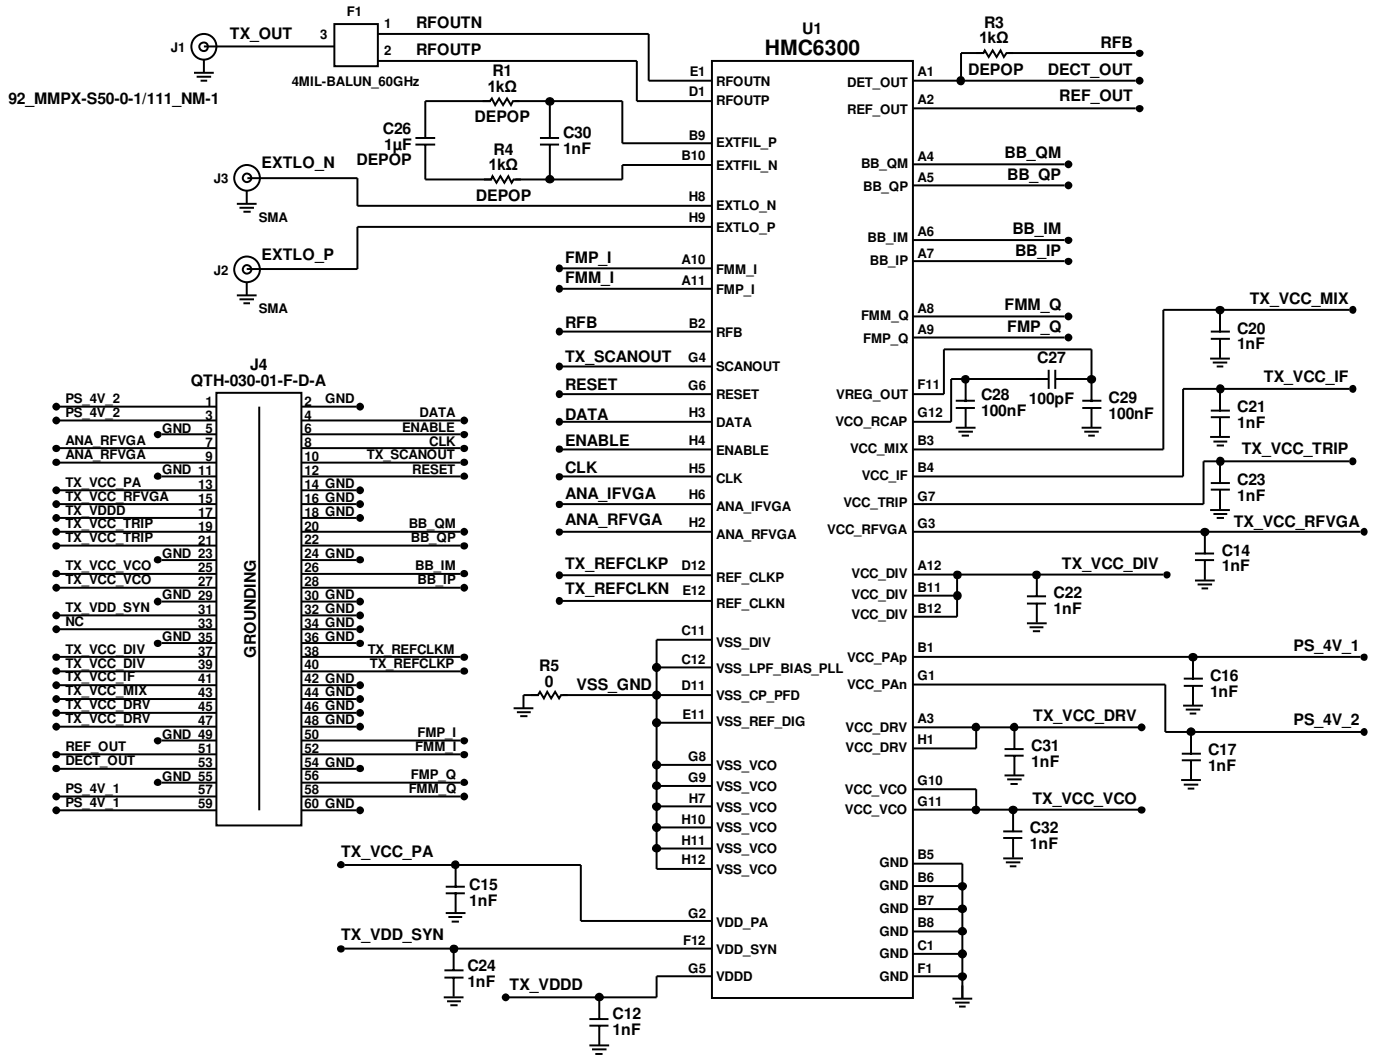 F1
J1
TX_OUT
3
1
RFOUTN
2
RFOUTP
4MIL-BALUN_60GHz
92_MMPX-S50-0-1/111_NM-1
R1
1kΩ
DEPOP
C26
1µF
DEPOP
C30
1nF
R4
1kΩ
DEPOP
J3
EXTLO_N
SMA
J2
EXTLO_P
SMA
U1
HMC6300
E1
RFOUTN
D1
RFOUTP
B9
EXTFIL_P
B10
EXTFIL_N
H8
EXTLO_N
H9
EXTLO_P
FMP_I
A10
FMM_I
FMM_I
A11
FMP_I
RFB
B2
RFB
TX_SCANOUT
G4
SCANOUT
RESET
G6
RESET
DATA
H3
DATA
ENABLE
H4
ENABLE
CLK
H5
CLK
ANA_IFVGA
H6
ANA_IFVGA
ANA_RFVGA
H2
ANA_RFVGA
TX_REFCLKP
D12
REF_CLKP
TX_REFCLKN
E12
REF_CLKN
R5
0
VSS_GND
C11
VSS_DIV
C12
VSS_LPF_BIAS_PLL
D11
VSS_CP_PFD
E11
VSS_REF_DIG
G8
VSS_VCO
G9
VSS_VCO
H7
VSS_VCO
H10
VSS_VCO
H11
VSS_VCO
H12
VSS_VCO
TX_VCC_PA
C15
1nF
G2
VDD_PA
TX_VDD_SYN
C24
1nF
F12
VDD_SYN
TX_VDDD
C12
1nF
G5
VDDD
R3
1kΩ
DEPOP
RFB
DET_OUT
A1
DECT_OUT
REF_OUT
A2
REF_OUT
BB_QM
A4
BB_QM
BB_QP
A5
BB_QP
BB_IM
A6
BB_IM
BB_IP
A7
BB_IP
FMM_Q
A8
FMM_Q
FMP_Q
A9
FMP_Q
VREG_OUT
F11
VCO_RCAP
G12
C28
100nF
C27
100pF
C29
100nF
VCC_MIX
B3
TX_VCC_MIX
C20
1nF
VCC_IF
B4
TX_VCC_IF
C21
1nF
VCC_TRIP
G7
TX_VCC_TRIP
C23
1nF
VCC_RFVGA
G3
TX_VCC_RFVGA
C14
1nF
VCC_DIV
A12
TX_VCC_DIV
VCC_DIV
B11
VCC_DIV
B12
C22
1nF
VCC_PAp
B1
PS_4V_1
C16
1nF
VCC_PAn
G1
PS_4V_2
C17
1nF
VCC_DRV
A3
TX_VCC_DRV
VCC_DRV
H1
C31
1nF
VCC_VCO
G10
VCC_VCO
G11
TX_VCC_VCO
C32
1nF
GND
B5
GND
B6
GND
B7
GND
B8
GND
C1
GND
F1
J4
QTH-030-01-F-D-A
GROUNDING
PS_4V_2 1 2 GND
PS_4V_2 3 4 DATA
GND 5 6 ENABLE
ANA_RFVGA 7 8 CLK
ANA_RFVGA 9 10 TX_SCANOUT
GND 11 12 RESET
TX_VCC_PA 13 14 GND
TX_VCC_RFVGA 15 16 GND
TX_VDDD 17 18 GND
TX_VCC_TRIP 19 20 BB_QM
TX_VCC_TRIP 21 22 BB_QP
GND 23 24 GND
TX_VCC_VCO 25 26 BB_IM
TX_VCC_VCO 27 28 BB_IP
GND 29 30 GND
TX_VDD_SYN 31 32 GND
NC 33 34 GND
GND 35 36 GND
TX_VCC_DIV 37 38 TX_REFCLKM
TX_VCC_DIV 39 40 TX_REFCLKP
TX_VCC_IF 41 42 GND
TX_VCC_MIX 43 44 GND
TX_VCC_DRV 45 46 GND
TX_VCC_DRV 47 48 GND
GND 49 50 FMP_I
REF_OUT 51 52 FMM_I
DECT_OUT 53 54 GND
GND 55 56 FMP_Q
PS_4V_1 57 58 FMM_Q
PS_4V_1 59 60 GND